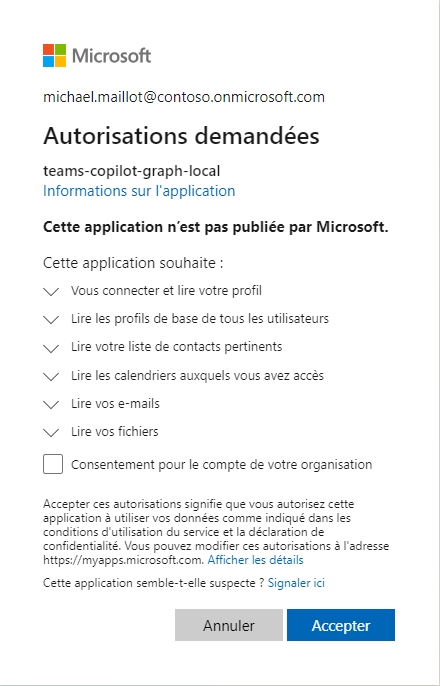 Microsoft
michael.maillot@contoso.onmicrosoft.com
Autorisations demandées
teams-copilot-graph-local
Informations sur l'application
Cette application n'est pas publiée par Microsoft.
Cette application souhaite :
Vous connecter et lire votre profil
Lire les profils de base de tous les utilisateurs
Lire votre liste de contacts pertinents
Lire les calendriers auxquels vous avez accès
Lire vos e-mails
Lire vos fichiers
Consentement pour le compte de votre organisation
Accepter ces autorisations signifie que vous autorisez cette
application à utiliser vos données comme indiqué dans les
conditions d'utilisation du service et la déclaration de
confidentialité. Vous pouvez modifier ces autorisations à l'adresse
https://myapps.microsoft.com. Afficher les détails
Cette application semble-t-elle suspecte ? Signaler ici
Annuler Accepter